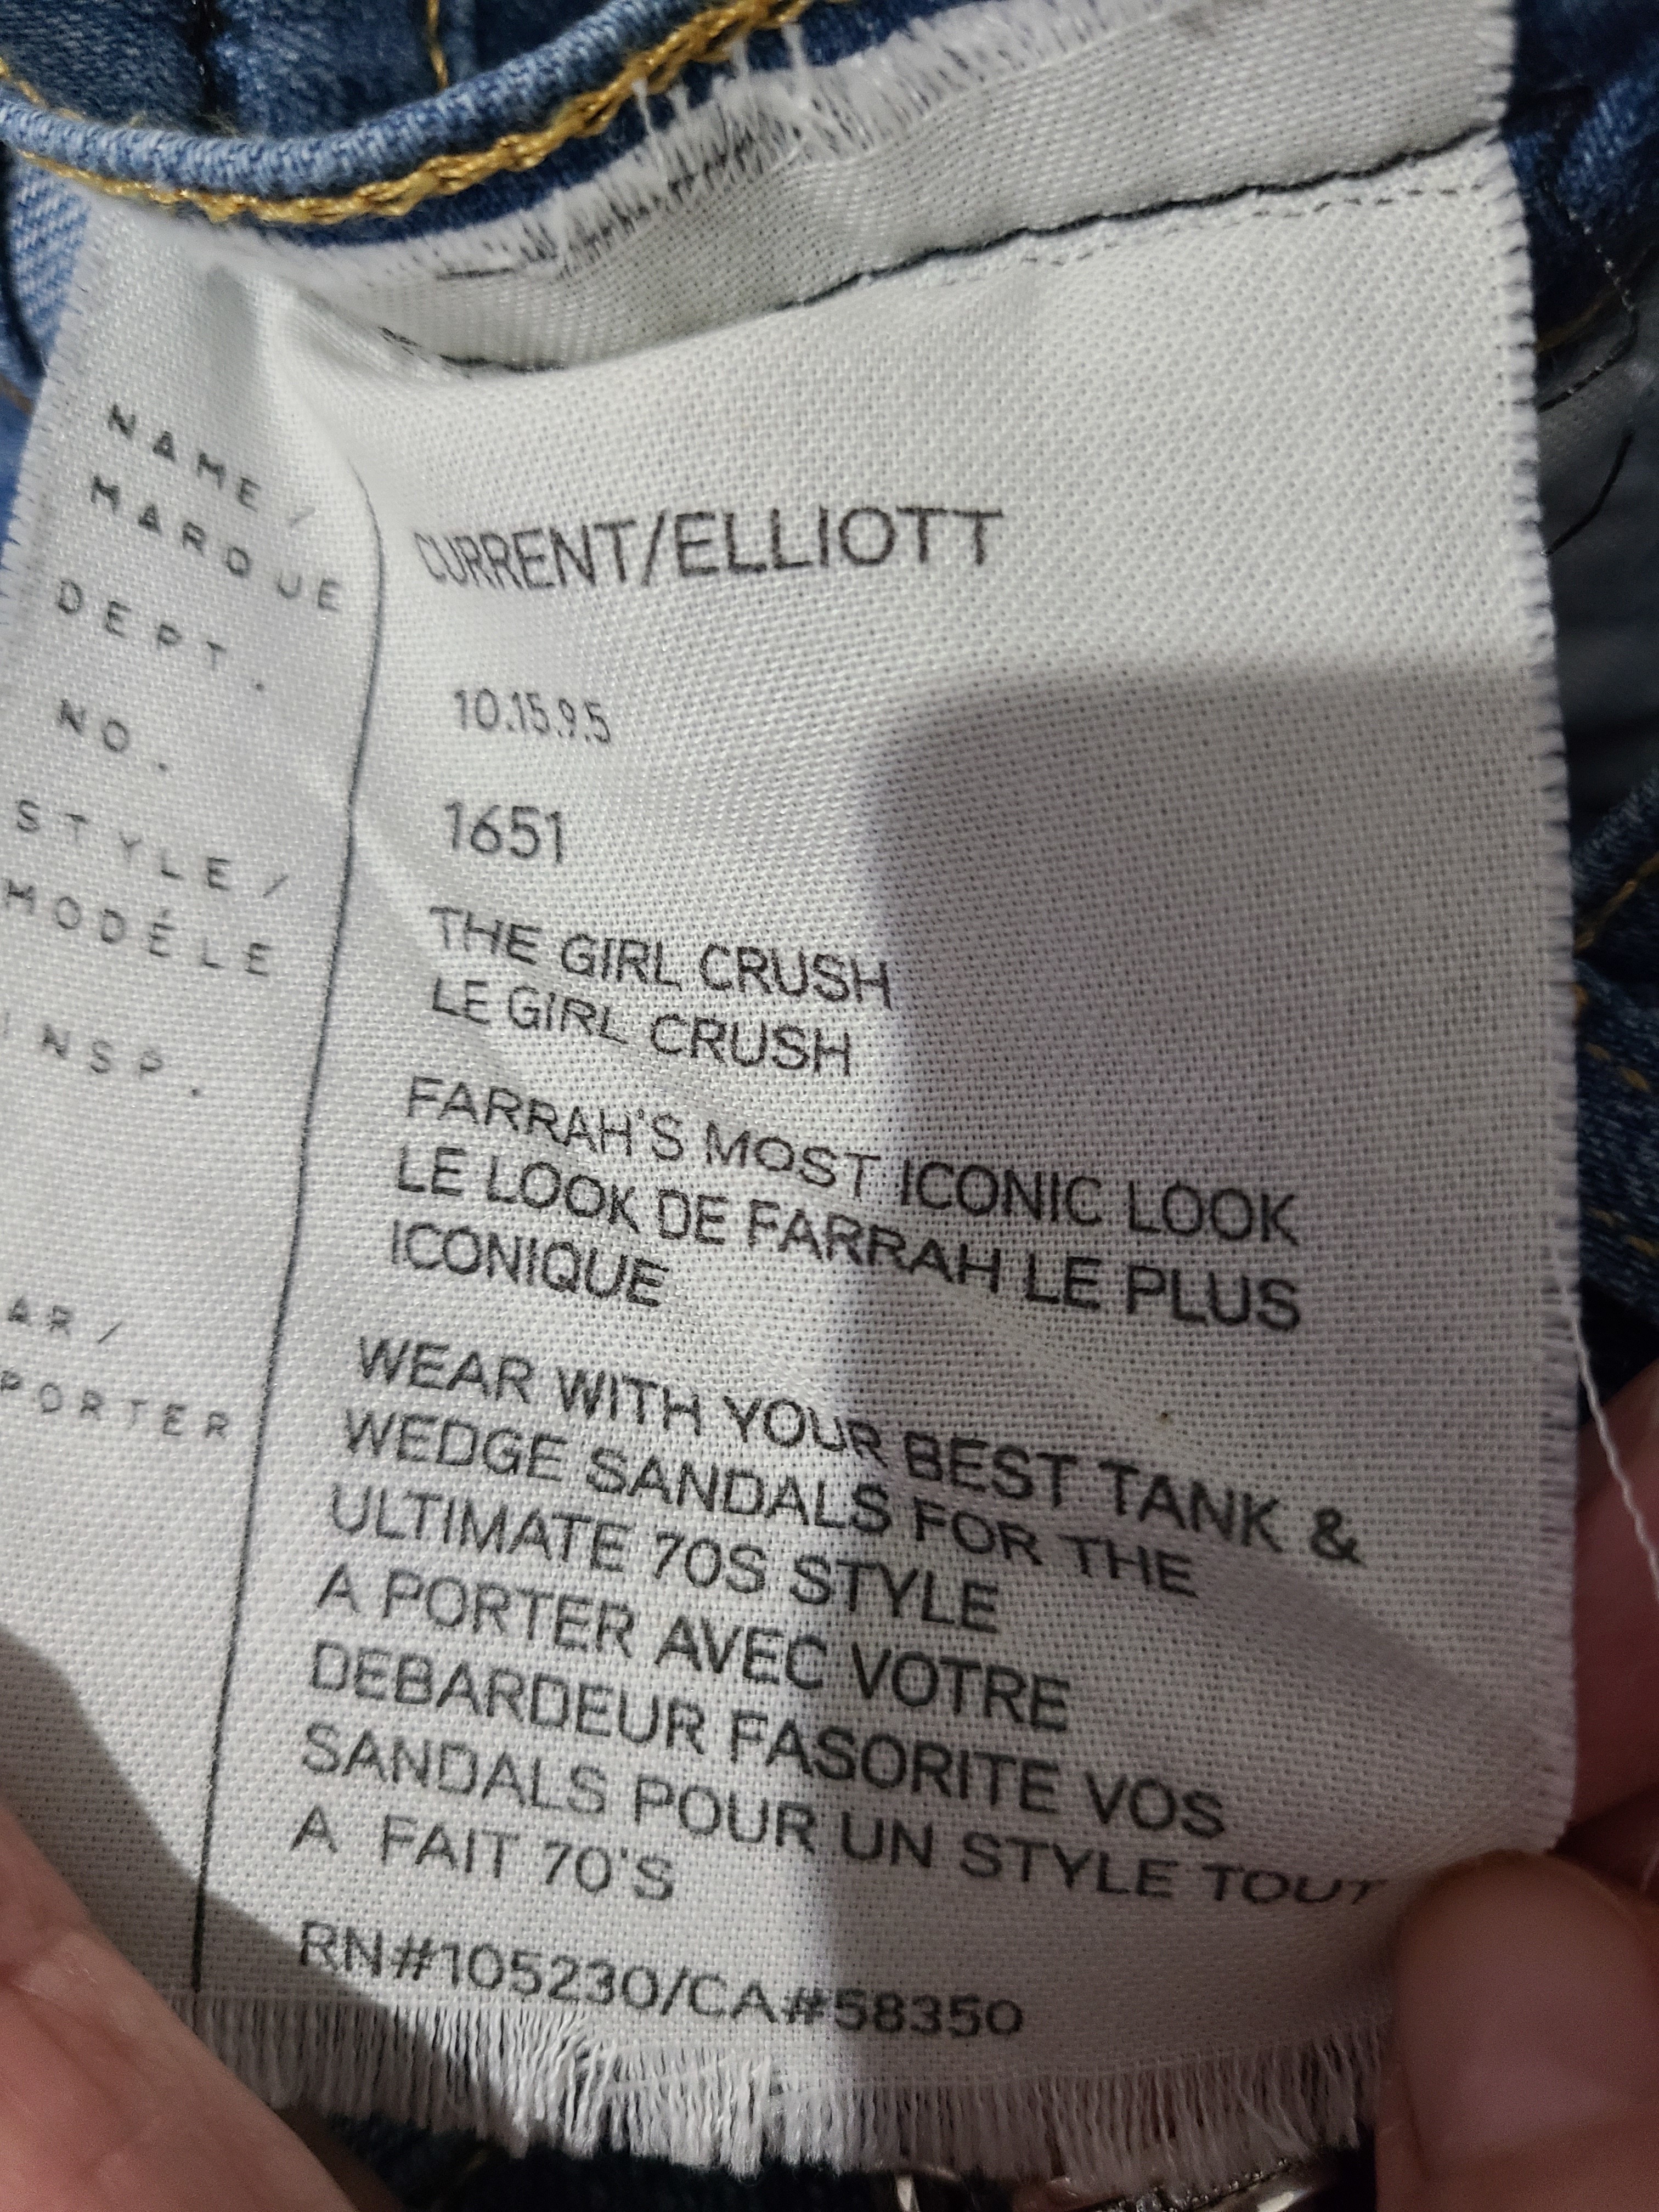 NAME/
MARQUE
CURRENT/ELLIOTT
DEPT.
10.15.9.5
NO.
1651
STYLE/
MODÈLE
THE GIRL CRUSH
LE GIRL CRUSH
INSP.
FARRAH'S MOST ICONIC LOOK
LE LOOK DE FARRAH LE PLUS
ICONIQUE
AR/
PORTER
WEAR WITH YOUR BEST TANK &
WEDGE SANDALS FOR THE
ULTIMATE 70S STYLE
A PORTER AVEC VOTRE
DEBARDEUR FASORITE VOS
SANDALS POUR UN STYLE TOUT
A FAIT 70'S
RN#105230/CA#58350